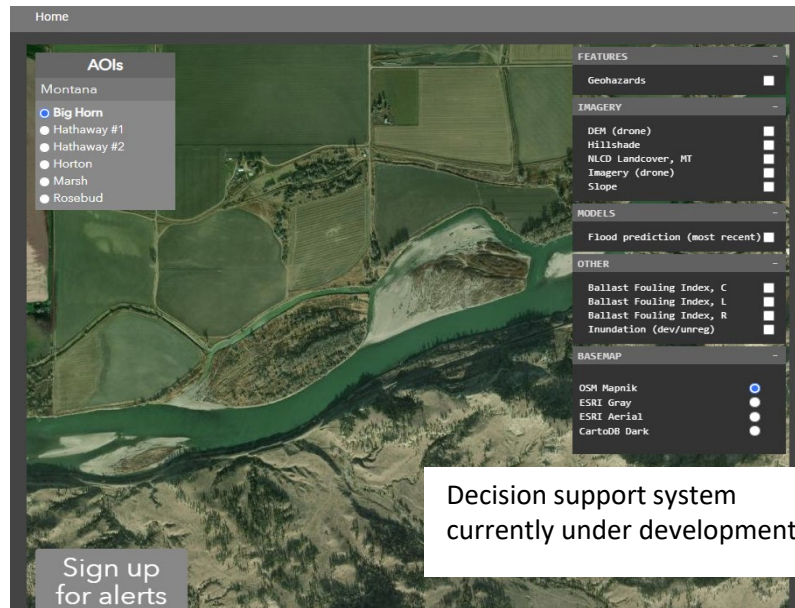 Home
AOIs
Montana
Big Horn
Hathaway #1
Hathaway #2
Horton
Marsh
Rosebud
FEATURES -
Geohazards
IMAGERY -
DEM (drone)
Hillshade
NLCD Landcover, MT
Imagery (drone)
Slope
MODELS -
Flood prediction (most recent)
OTHER -
Ballast Fouling Index, C
Ballast Fouling Index, L
Ballast Fouling Index, R
Inundation (dev/unreg)
BASEMAP -
OSM Mapnik
ESRI Gray
ESRI Aerial
CartoDB Dark
Decision support system
currently under development
Sign up
for alerts